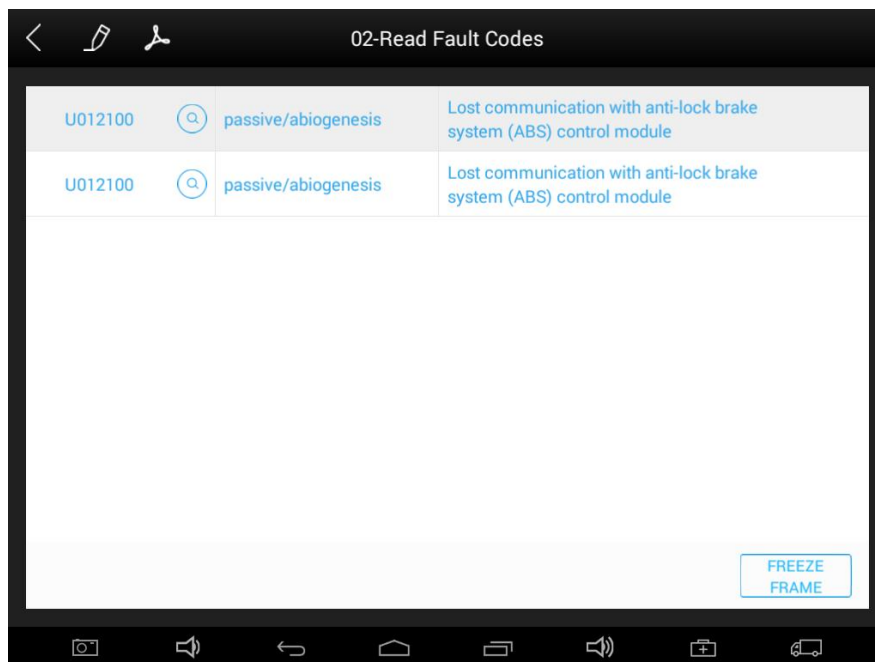 02-Read Fault Codes
U012100 passive/abiogenesis Lost communication with anti-lock brake
system (ABS) control module
U012100 passive/abiogenesis Lost communication with anti-lock brake
system (ABS) control module
FREEZE
FRAME